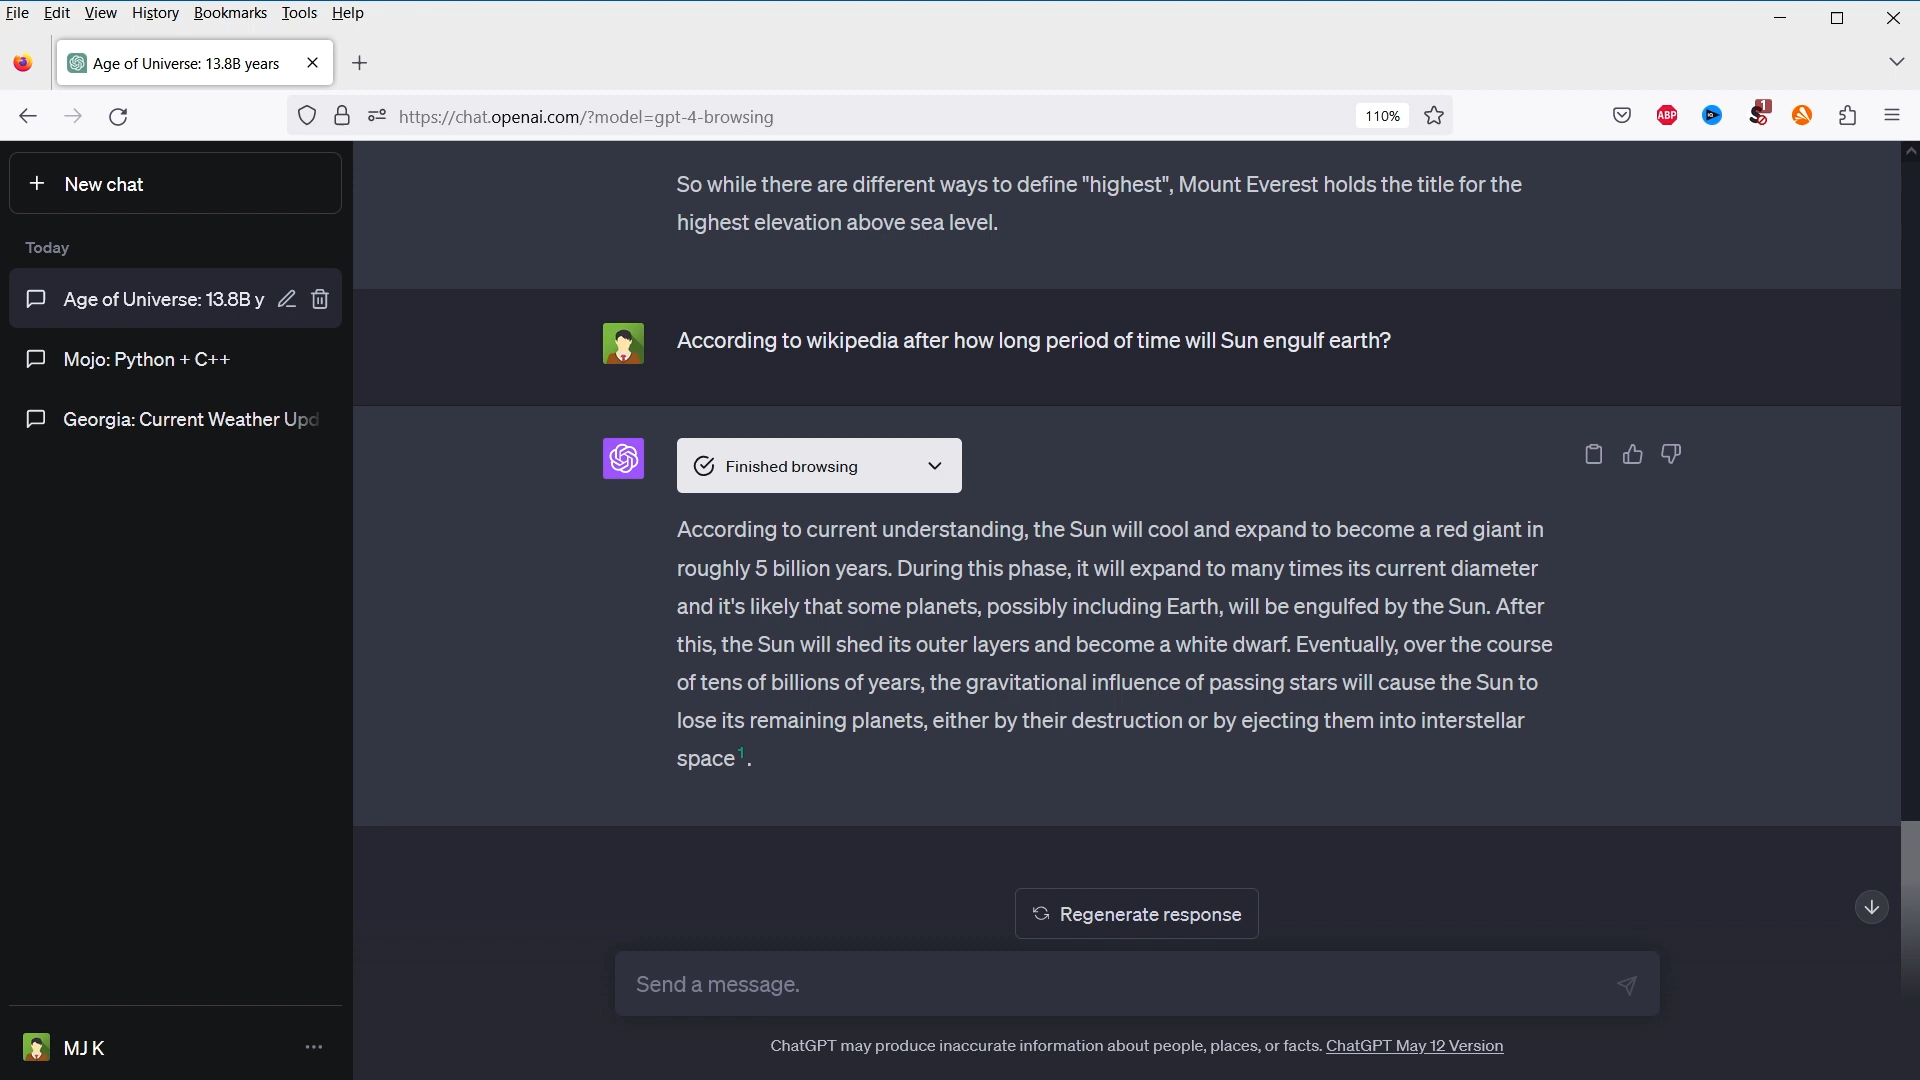 File Edit View History Bookmarks Tools Help
Age of Universe: 13.8B years
https://chat.openai.com/?model=gpt-4-browsing
110%
ABP
1
New chat
Today
Age of Universe: 13.8B y
Mojo: Python + C++
Georgia: Current Weather Upd
MJ K
So while there are different ways to define "highest", Mount Everest holds the title for the
highest elevation above sea level.
According to wikipedia after how long period of time will Sun engulf earth?
Finished browsing
According to current understanding, the Sun will cool and expand to become a red giant in
roughly 5 billion years. During this phase, it will expand to many times its current diameter
and it's likely that some planets, possibly including Earth, will be engulfed by the Sun. After
this, the Sun will shed its outer layers and become a white dwarf. Eventually, over the course
of tens of billions of years, the gravitational influence of passing stars will cause the Sun to
lose its remaining planets, either by their destruction or by ejecting them into interstellar
space¹.
Regenerate response
Send a message.
ChatGPT may produce inaccurate information about people, places, or facts. ChatGPT May 12 Version